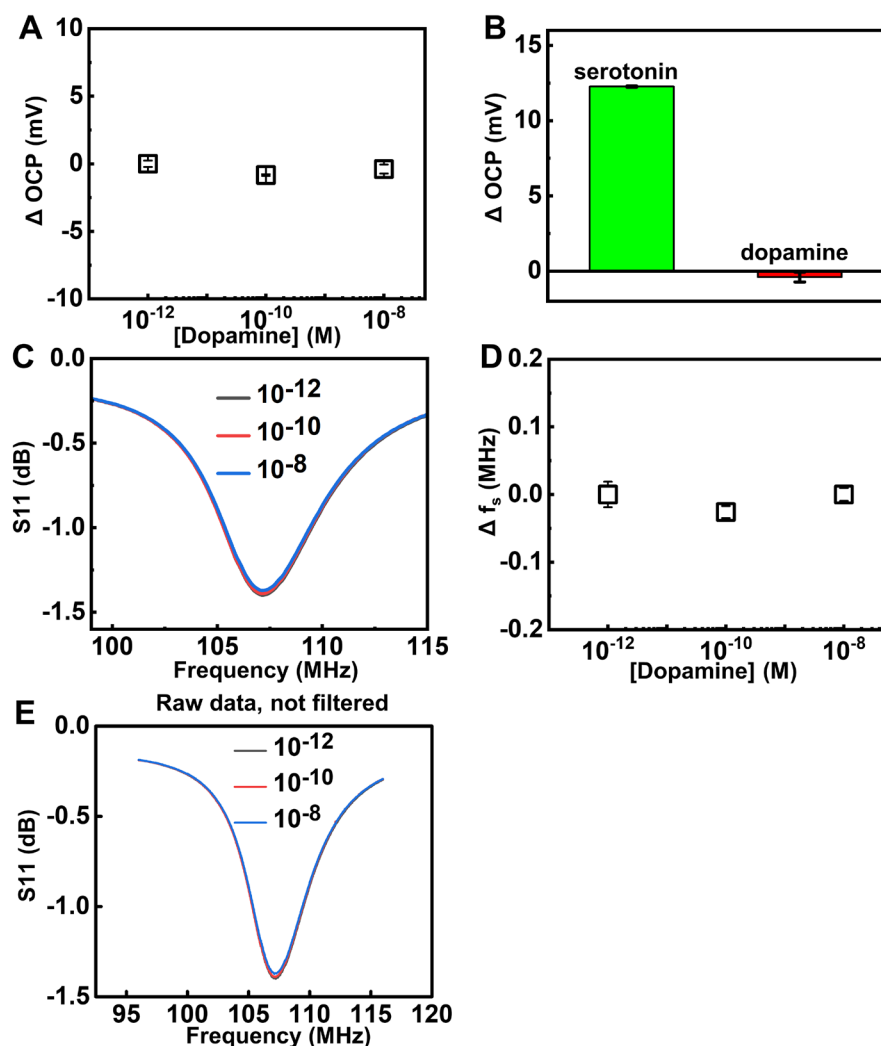 A
Δ OCP (mV)
10
5
0
-5
-10
10-12
10-10
10-8
[Dopamine] (M)
B
Δ OCP (mV)
15
10
5
0
serotonin
dopamine
C
S11 (dB)
0.0
-0.5
-1.0
-1.5
10-12
10-10
10-8
100
105
110
115
Frequency (MHz)
D
Δ fs (MHz)
0.2
0.1
0.0
-0.1
-0.2
10-12
10-10
10-8
[Dopamine] (M)
E
Raw data, not filtered
S11 (dB)
0.0
-0.5
-1.0
-1.5
10-12
10-10
10-8
95
100
105
110
115
120
Frequency (MHz)